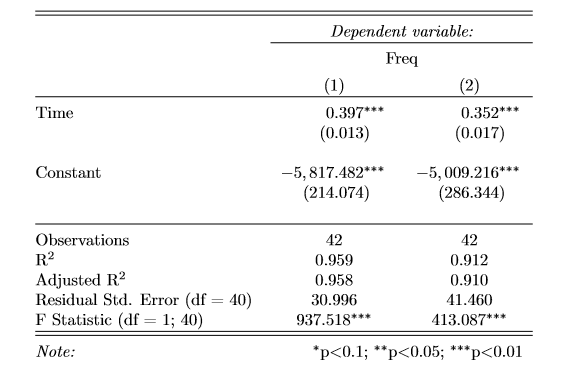 Dependent variable:
Freq
(1) (2)
Time 0.397*** 0.352***
(0.013) (0.017)
Constant −5,817.482*** −5,009.216***
(214.074) (286.344)
Observations 42 42
R² 0.959 0.912
Adjusted R² 0.958 0.910
Residual Std. Error (df = 40) 30.996 41.460
F Statistic (df = 1; 40) 937.518*** 413.087***
Note: *p<0.1; **p<0.05; ***p<0.01